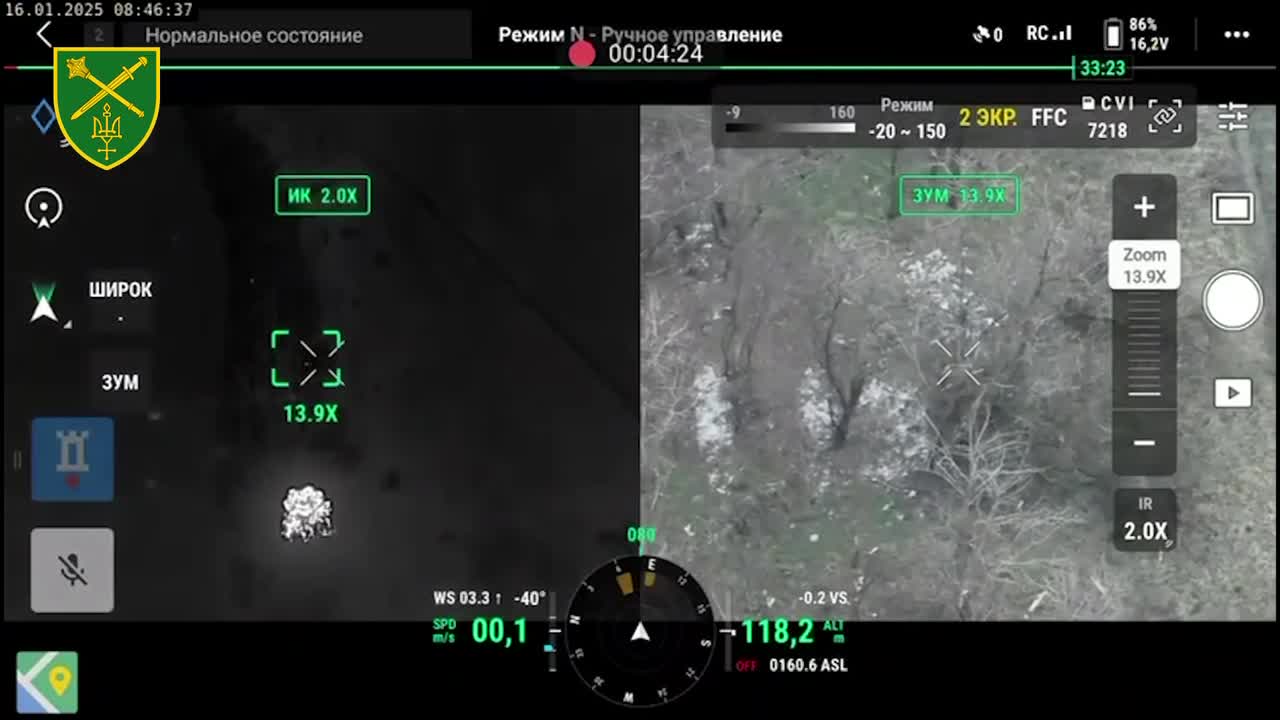 16.01.2025 08:46:37
2 Нормальное состояние
Режим N - Ручное управление
0
RC
86%
16,2V
00:04:24
33:23
-9 160
Режим
-20 ~ 150
2 ЭКР.
FFC
CVI
7218
ИК 2.0X
ЗУМ 13.9X
+
Zoom
13.9X
ШИРОК
ЗУМ
13.9X
−
IR
2.0X
080
WS 03.3 ↑ -40°
SPD
m/s
00,1
E
N
S
W
-0.2 VS
118,2 ALT
m
OFF 0160.6 ASL